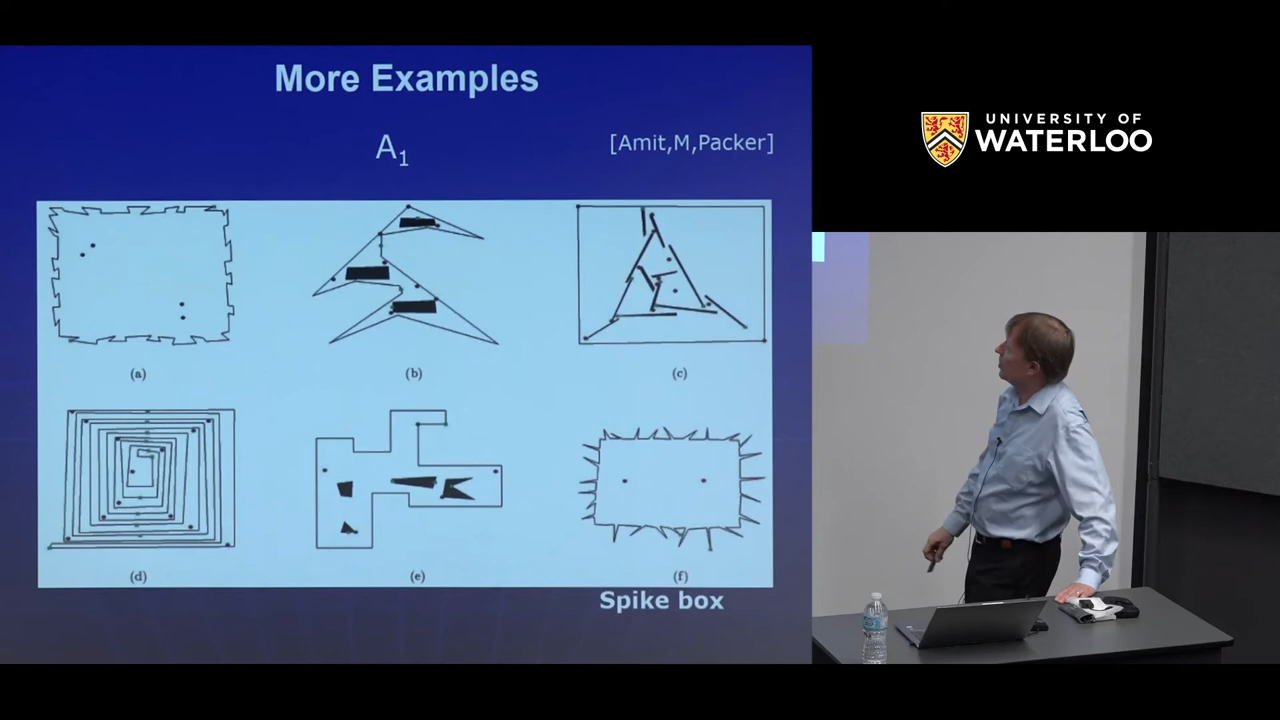 More Examples
A1
[Amit,M,Packer]
(a)
(b)
(c)
(d)
(e)
(f)
Spike box
UNIVERSITY OF
WATERLOO